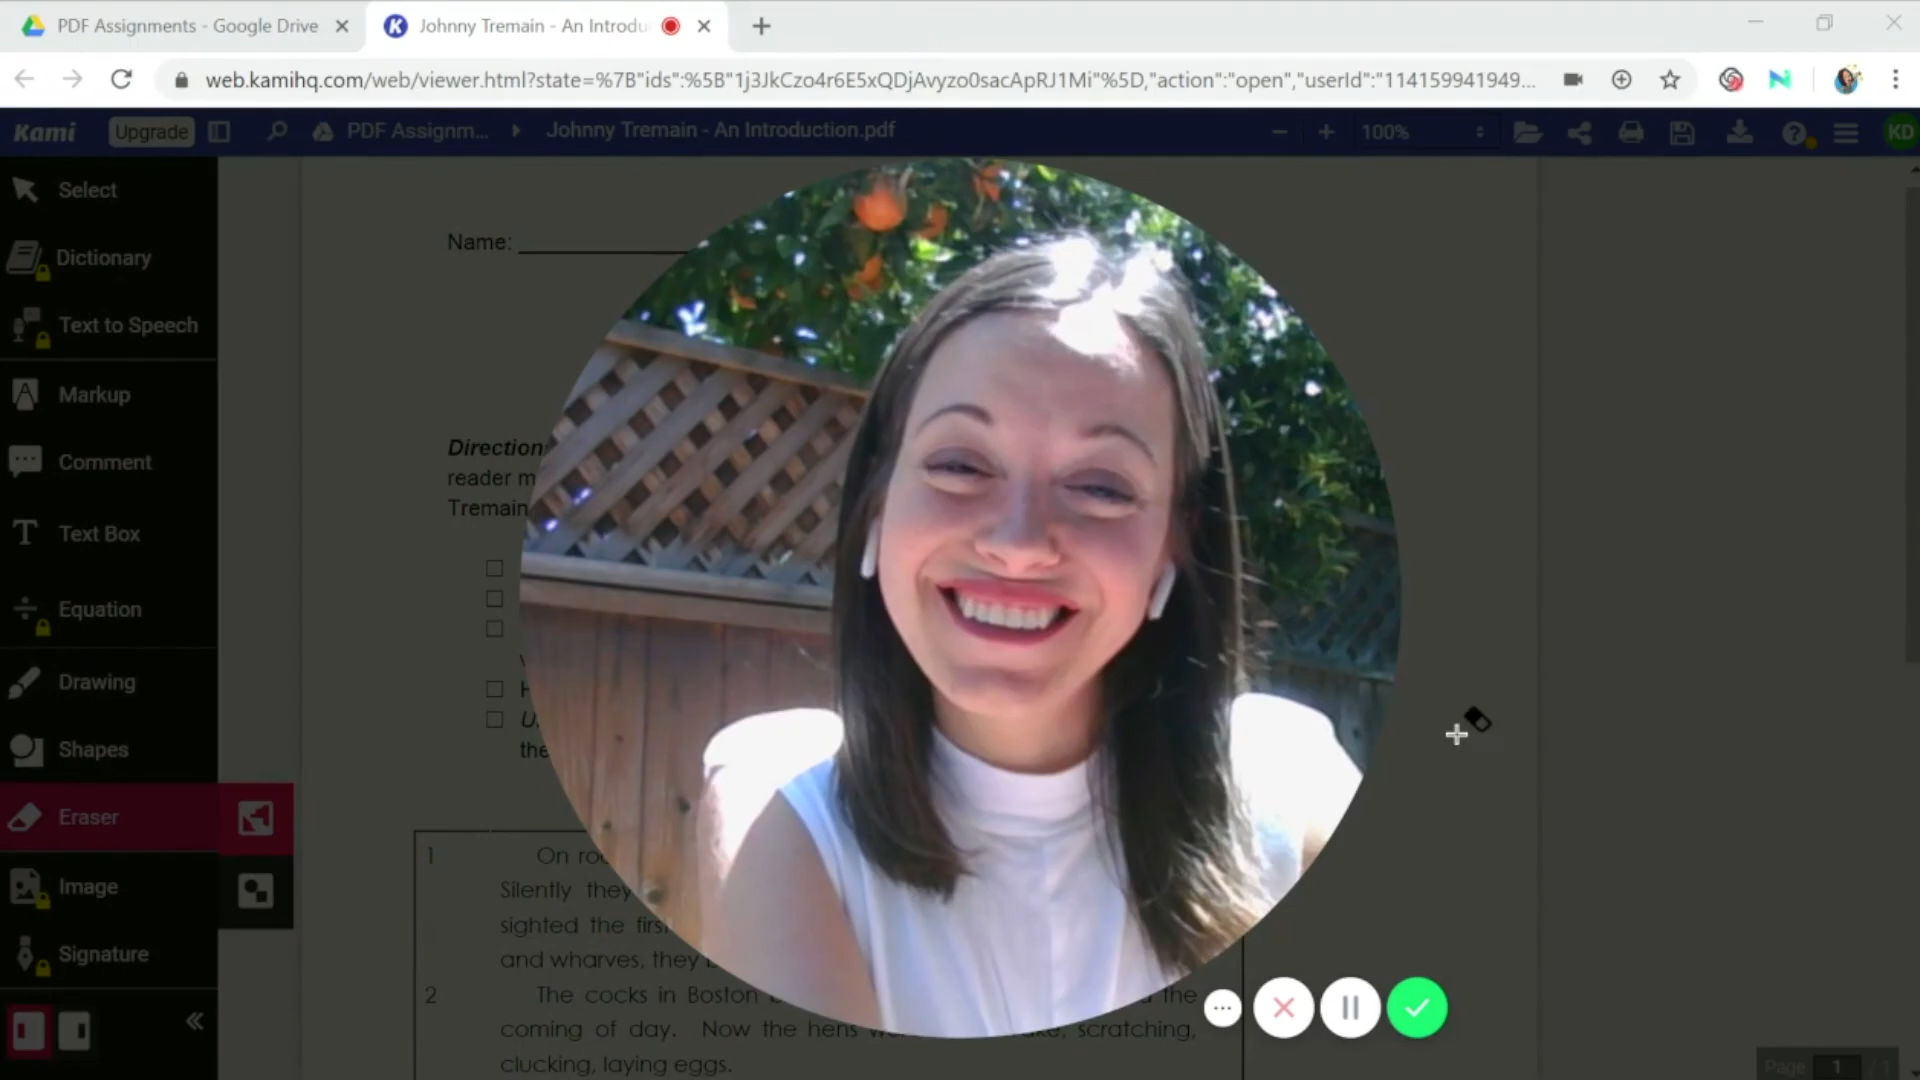 PDF Assignments - Google Drive
Johnny Tremain - An Introdu
web.kamihq.com/web/viewer.html?state=%7B"ids":%5B"1j3JkCzo4r6E5xQDjAvyzo0sacApRJ1Mi"%5D,"action":"open","userId":"114159941949...
Kami
Upgrade
PDF Assignm...
Johnny Tremain - An Introduction.pdf
100%
KD
Select
Dictionary
Text to Speech
Markup
Comment
Text Box
Equation
Drawing
Shapes
Eraser
Image
Signature
Name:
Direction
reader m
Tremain
H
U
the
1 On ro
Silently they
sighted the firs
and wharves, they
2 The cocks in Boston the
coming of day. Now the hens scratching,
clucking, laying eggs.
Page 1 / 1